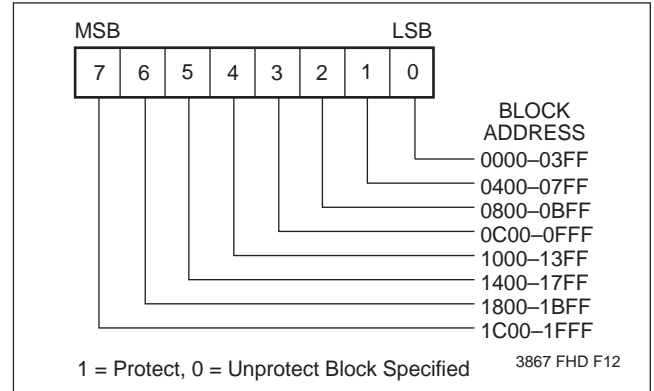 MSB LSB
7 6 5 4 3 2 1 0
BLOCK
ADDRESS
0000–03FF
0400–07FF
0800–0BFF
0C00–0FFF
1000–13FF
1400–17FF
1800–1BFF
1C00–1FFF
1 = Protect, 0 = Unprotect Block Specified 3867 FHD F12